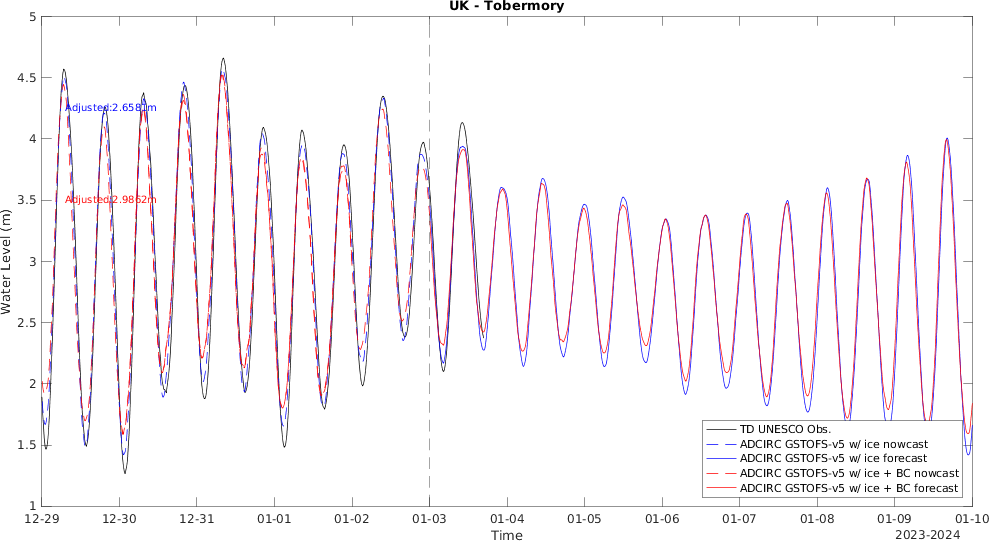 UK - Tobermory
Water Level (m)
5
4.5
4
3.5
3
2.5
2
1.5
1
Adjusted:2.6581m
Adjusted:2.9862m
TD UNESCO Obs.
ADCIRC GSTOFS-v5 w/ ice nowcast
ADCIRC GSTOFS-v5 w/ ice forecast
ADCIRC GSTOFS-v5 w/ ice + BC nowcast
ADCIRC GSTOFS-v5 w/ ice + BC forecast
12-29 12-30 12-31 01-01 01-02 01-03 01-04 01-05 01-06 01-07 01-08 01-09 01-10
Time
2023-2024